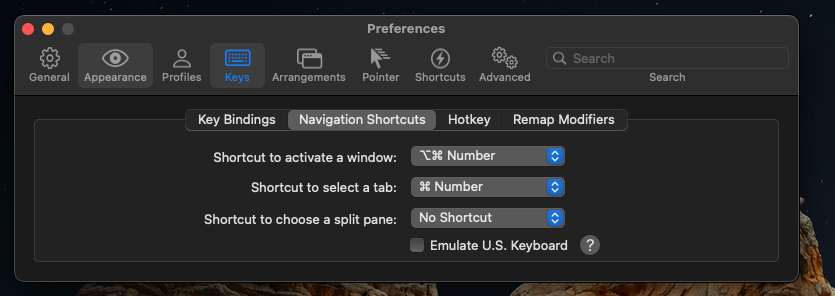 Preferences
General Appearance Profiles Keys Arrangements Pointer Shortcuts Advanced Search
Search
Key Bindings Navigation Shortcuts Hotkey Remap Modifiers
Shortcut to activate a window: ⌥⌘ Number
Shortcut to select a tab: ⌘ Number
Shortcut to choose a split pane: No Shortcut
Emulate U.S. Keyboard ?